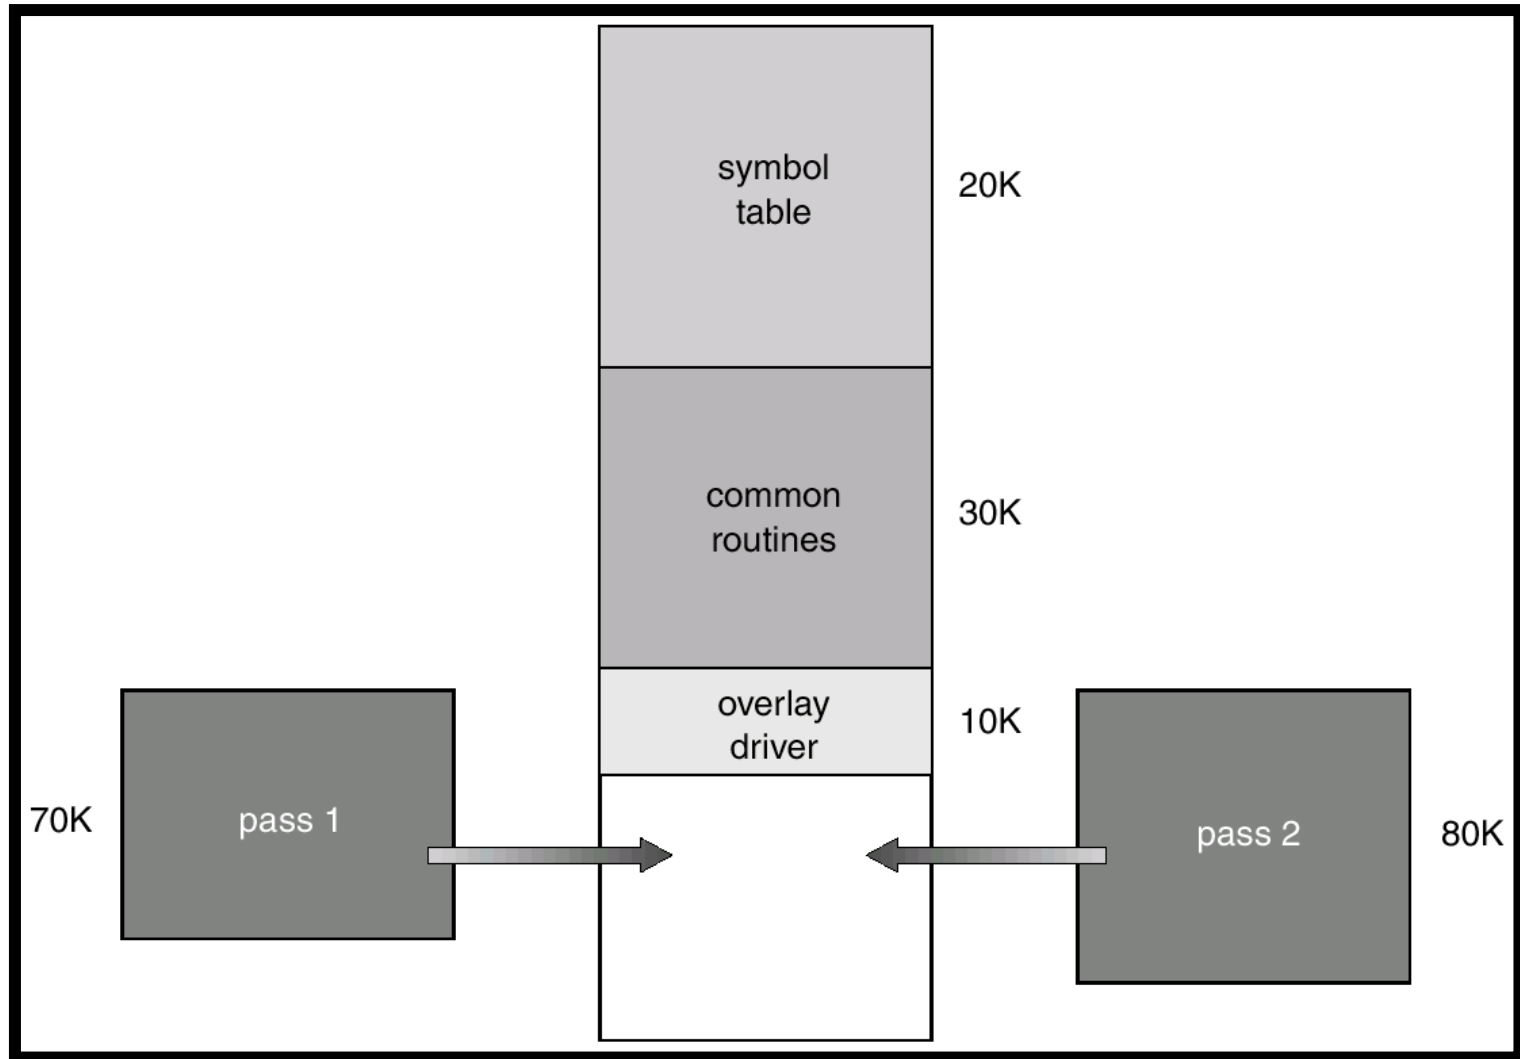 symbol
table
20K
common
routines
30K
overlay
driver
10K
70K
pass 1
pass 2
80K